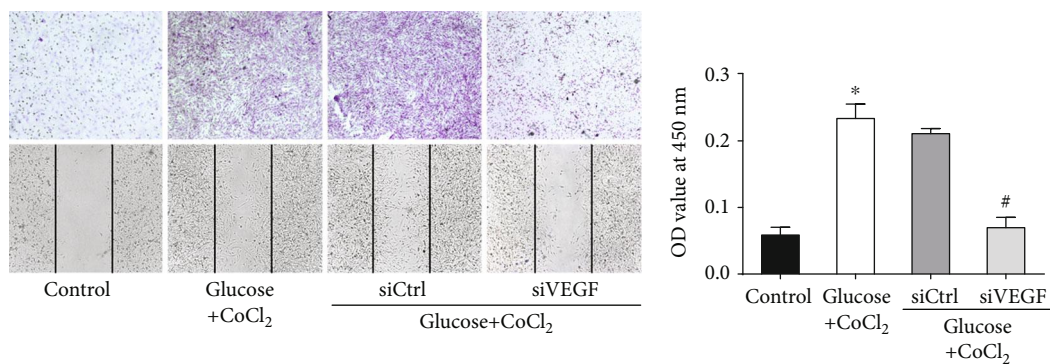 Control
Glucose
+CoCl₂
siCtrl
siVEGF
Glucose+CoCl₂
OD value at 450 nm
0.3
0.2
0.1
0.0
*
#
Control
Glucose
+CoCl₂
siCtrl
siVEGF
Glucose
+CoCl₂